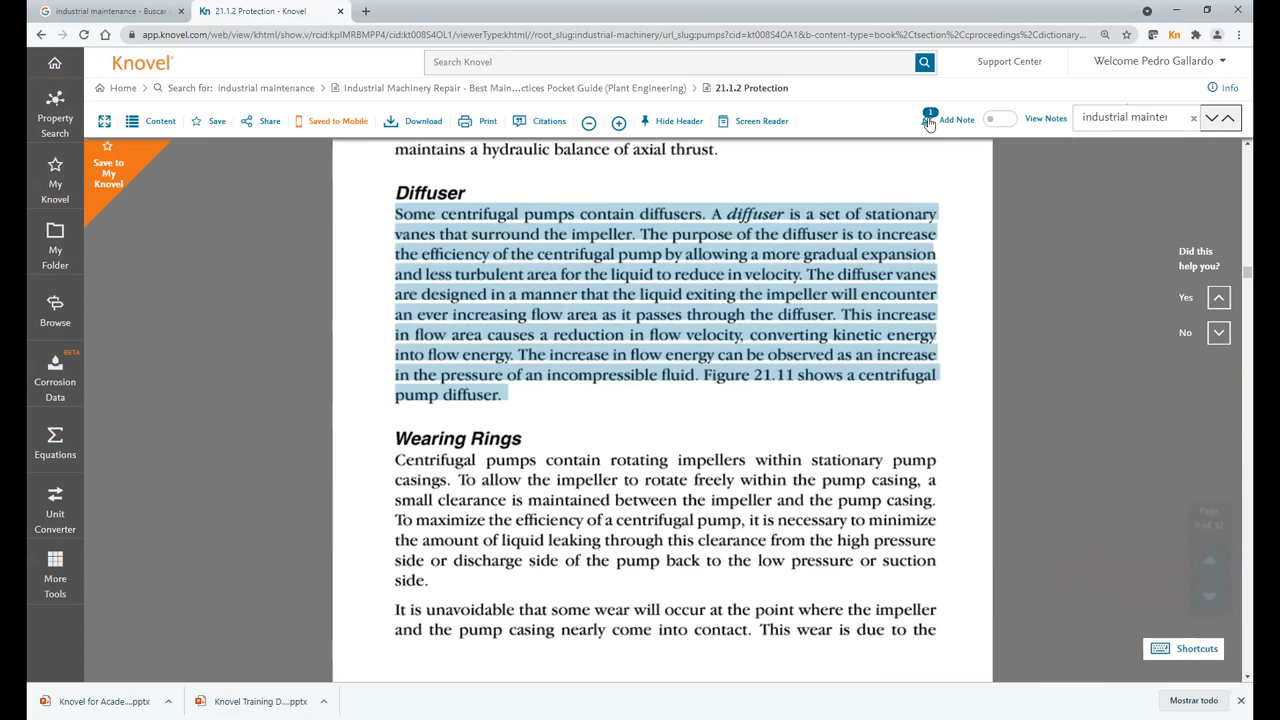 industrial maintenance - Buscar
21.1.2 Protection - Knovel
app.knovel.com/web/view/khtml/show.v/rcid:kpIMRBMPP4/cid:kt008S4OL1/viewerType:khtml//root_slug:industrial-machinery/url_slug:pumps?cid=kt008S4OA1&b-content-type=book%2Csection%2Ccproceedings%2Cdictionary...
Knovel
Search Knovel
Support Center
Welcome Pedro Gallardo
Home
Search for: industrial maintenance
Industrial Machinery Repair - Best Main...ctices Pocket Guide (Plant Engineering)
21.1.2 Protection
Info
Content
Save
Share
Saved to Mobile
Download
Print
Citations
Hide Header
Screen Reader
1
Add Note
View Notes
industrial mainter
Property Search
My Knovel
My Folder
Browse
BETA
Corrosion Data
Equations
Unit Converter
More Tools
Save to My Knovel
maintains a hydraulic balance of axial thrust.
Diffuser
Some centrifugal pumps contain diffusers. A diffuser is a set of stationary
vanes that surround the impeller. The purpose of the diffuser is to increase
the efficiency of the centrifugal pump by allowing a more gradual expansion
and less turbulent area for the liquid to reduce in velocity. The diffuser vanes
are designed in a manner that the liquid exiting the impeller will encounter
an ever increasing flow area as it passes through the diffuser. This increase
in flow area causes a reduction in flow velocity, converting kinetic energy
into flow energy. The increase in flow energy can be observed as an increase
in the pressure of an incompressible fluid. Figure 21.11 shows a centrifugal
pump diffuser.
Wearing Rings
Centrifugal pumps contain rotating impellers within stationary pump
casings. To allow the impeller to rotate freely within the pump casing, a
small clearance is maintained between the impeller and the pump casing.
To maximize the efficiency of a centrifugal pump, it is necessary to minimize
the amount of liquid leaking through this clearance from the high pressure
side or discharge side of the pump back to the low pressure or suction
side.
It is unavoidable that some wear will occur at the point where the impeller
and the pump casing nearly come into contact. This wear is due to the
Did this
help you?
Yes
No
Page
9 of 37
Shortcuts
Knovel for Acade....pptx
Knovel Training D....pptx
Mostrar todo